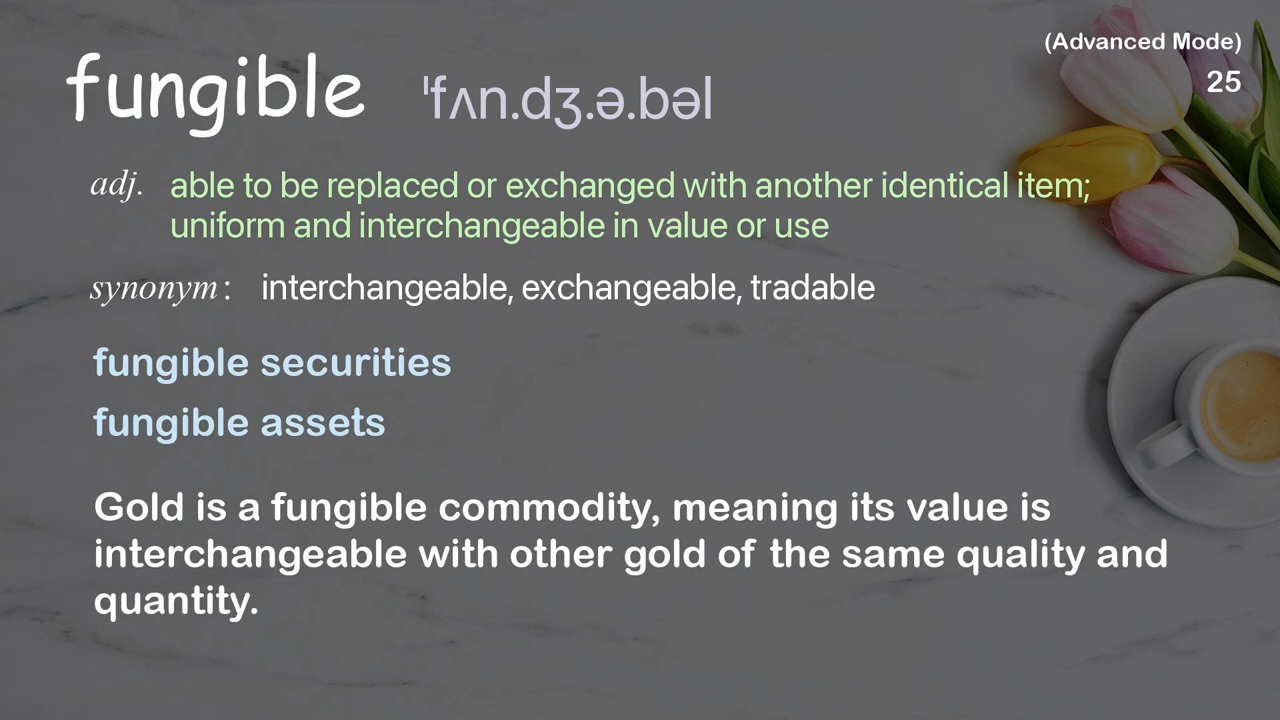 (Advanced Mode)
25
fungible ˈfʌn.dʒ.ə.bəl
adj. able to be replaced or exchanged with another identical item;
uniform and interchangeable in value or use
synonym : interchangeable, exchangeable, tradable
fungible securities
fungible assets
Gold is a fungible commodity, meaning its value is
interchangeable with other gold of the same quality and
quantity.